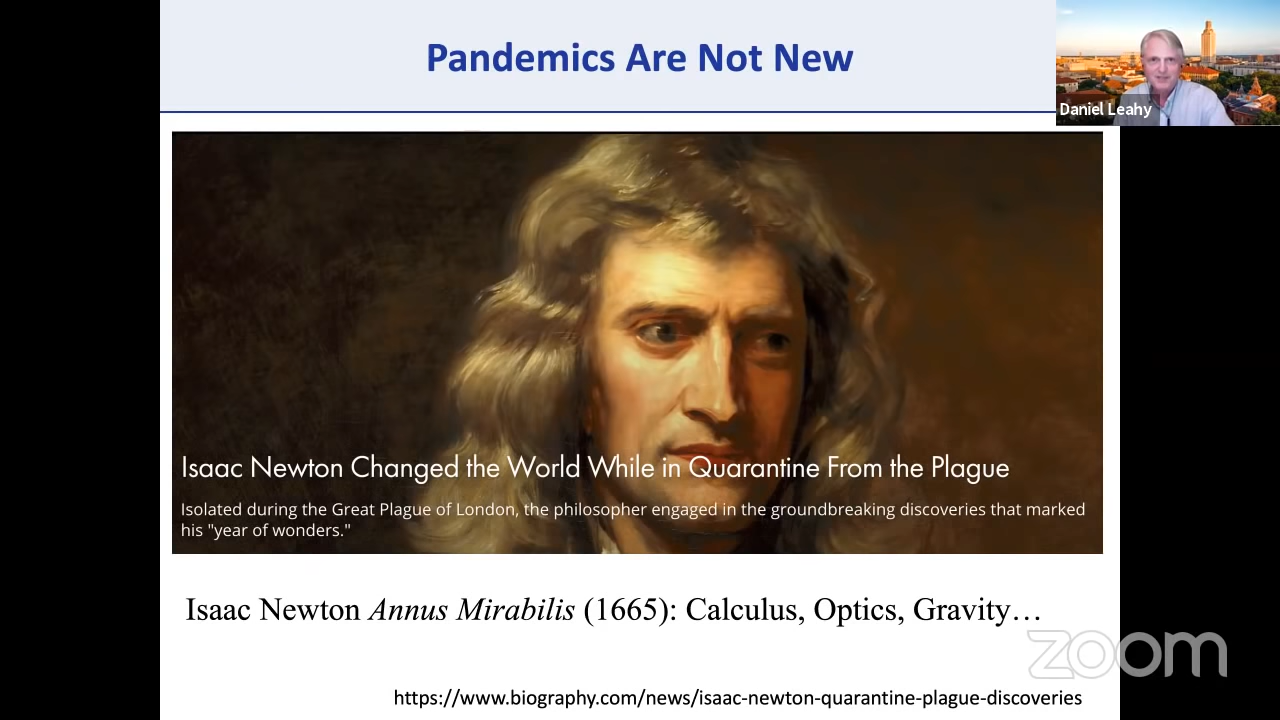 Pandemics Are Not New
Daniel Leahy
Isaac Newton Changed the World While in Quarantine From the Plague
Isolated during the Great Plague of London, the philosopher engaged in the groundbreaking discoveries that marked
his "year of wonders."
Isaac Newton Annus Mirabilis (1665): Calculus, Optics, Gravity…
zoom
https://www.biography.com/news/isaac-newton-quarantine-plague-discoveries